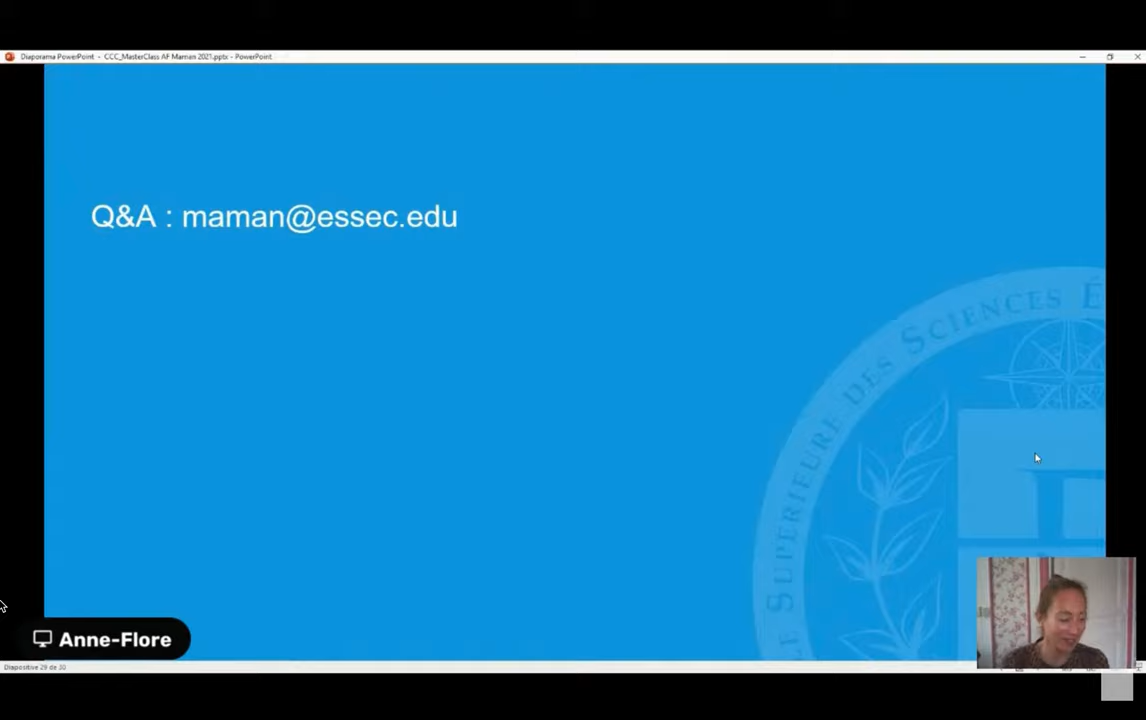 Diaporama PowerPoint - CCC_MasterClass AF Maman 2021.pptx - PowerPoint
Q&A : maman@essec.edu
SUPERIEURE DES SCIENCES É
Anne-Flore
Diapositive 29 de 30